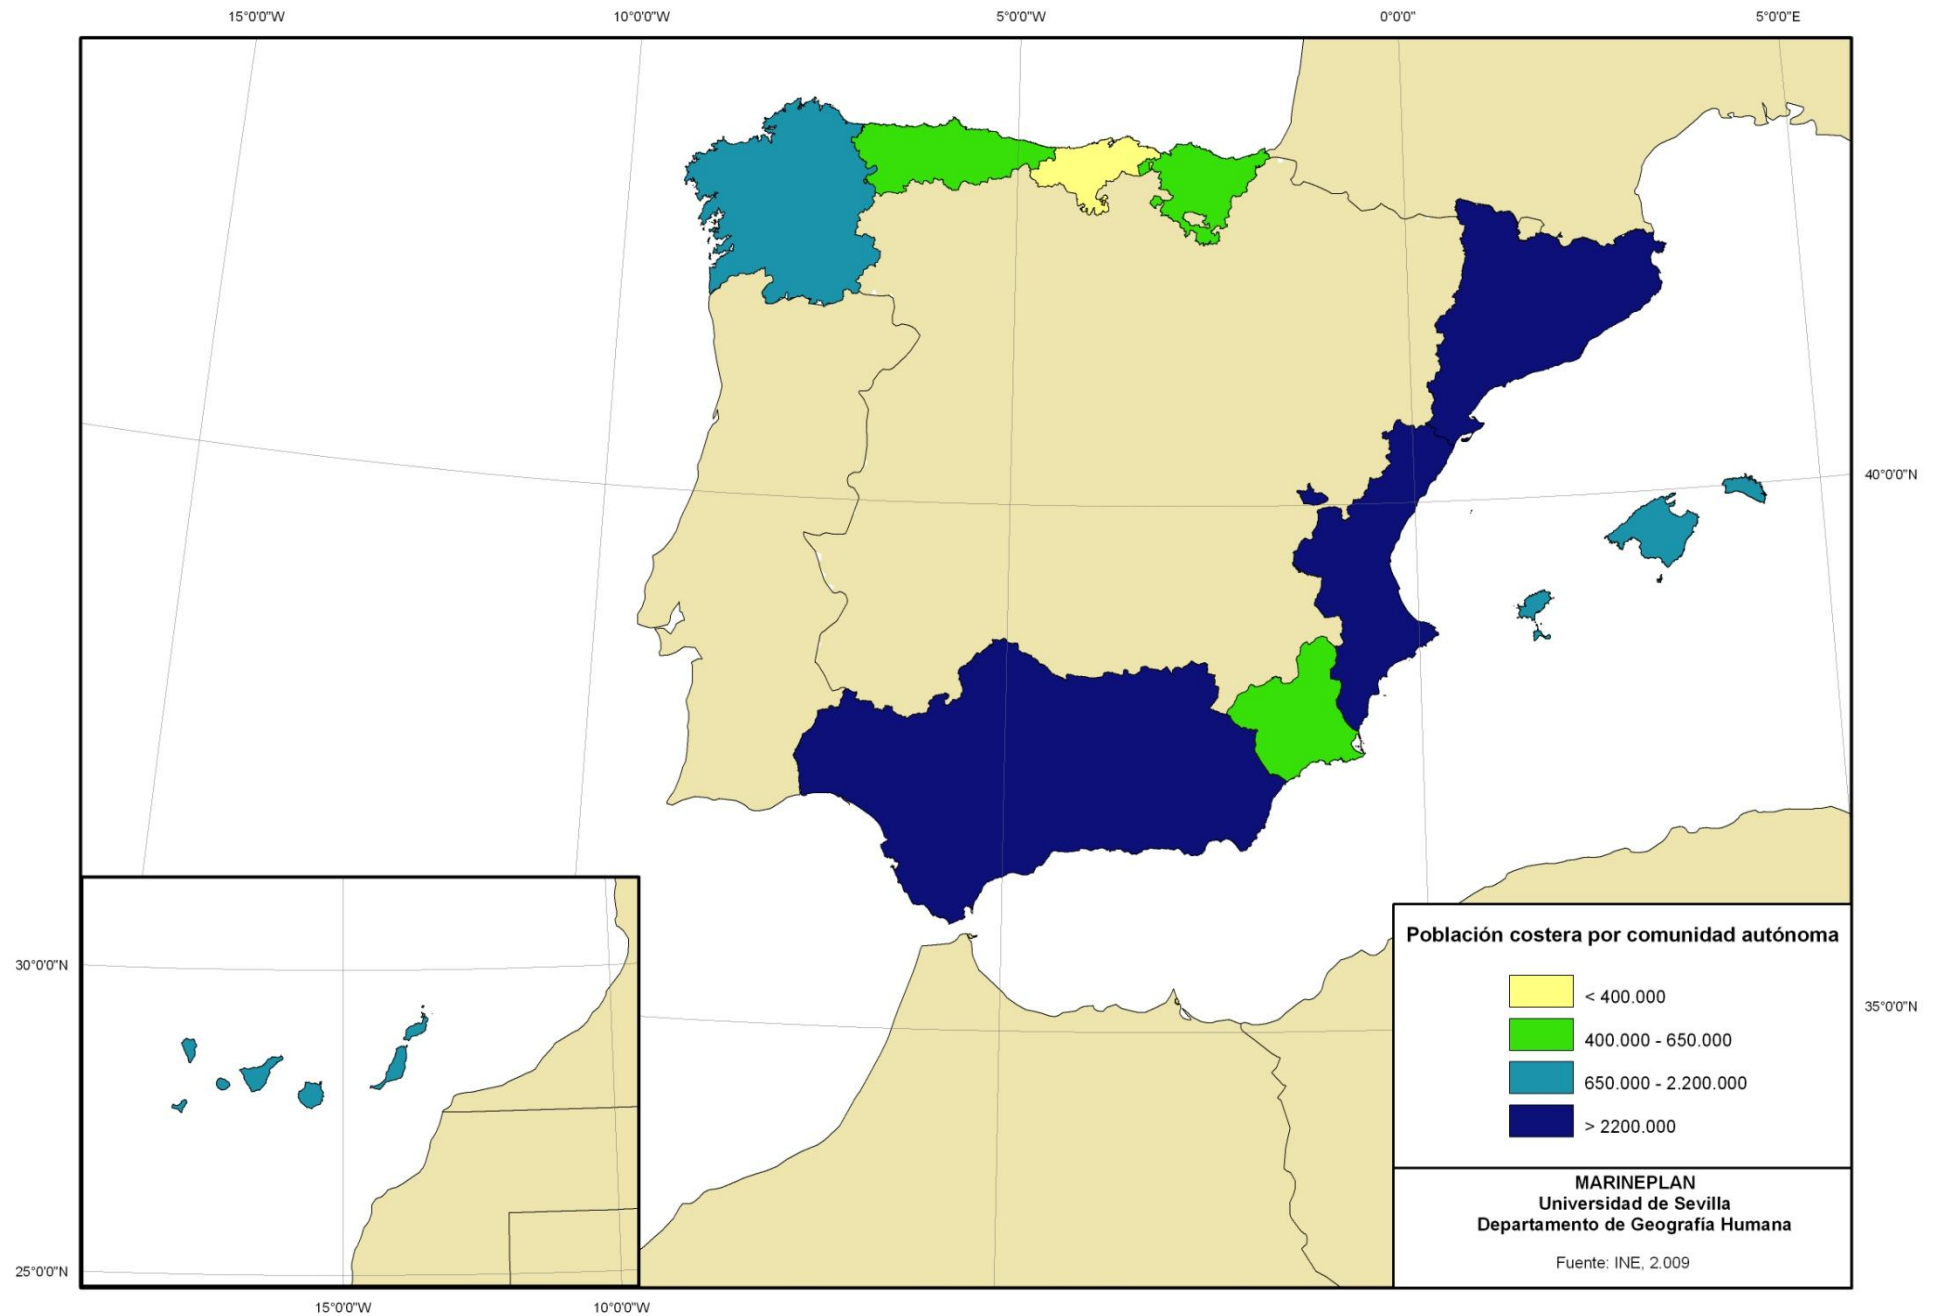 15°0'0"W
10°0'0"W
5°0'0"W
0°0'0"
5°0'0"E
40°0'0"N
30°0'0"N
35°0'0"N
25°0'0"N
15°0'0"W
10°0'0"W
Población costera por comunidad autónoma
< 400.000
400.000 - 650.000
650.000 - 2.200.000
> 2200.000
MARINEPLAN
Universidad de Sevilla
Departamento de Geografía Humana
Fuente: INE, 2.009